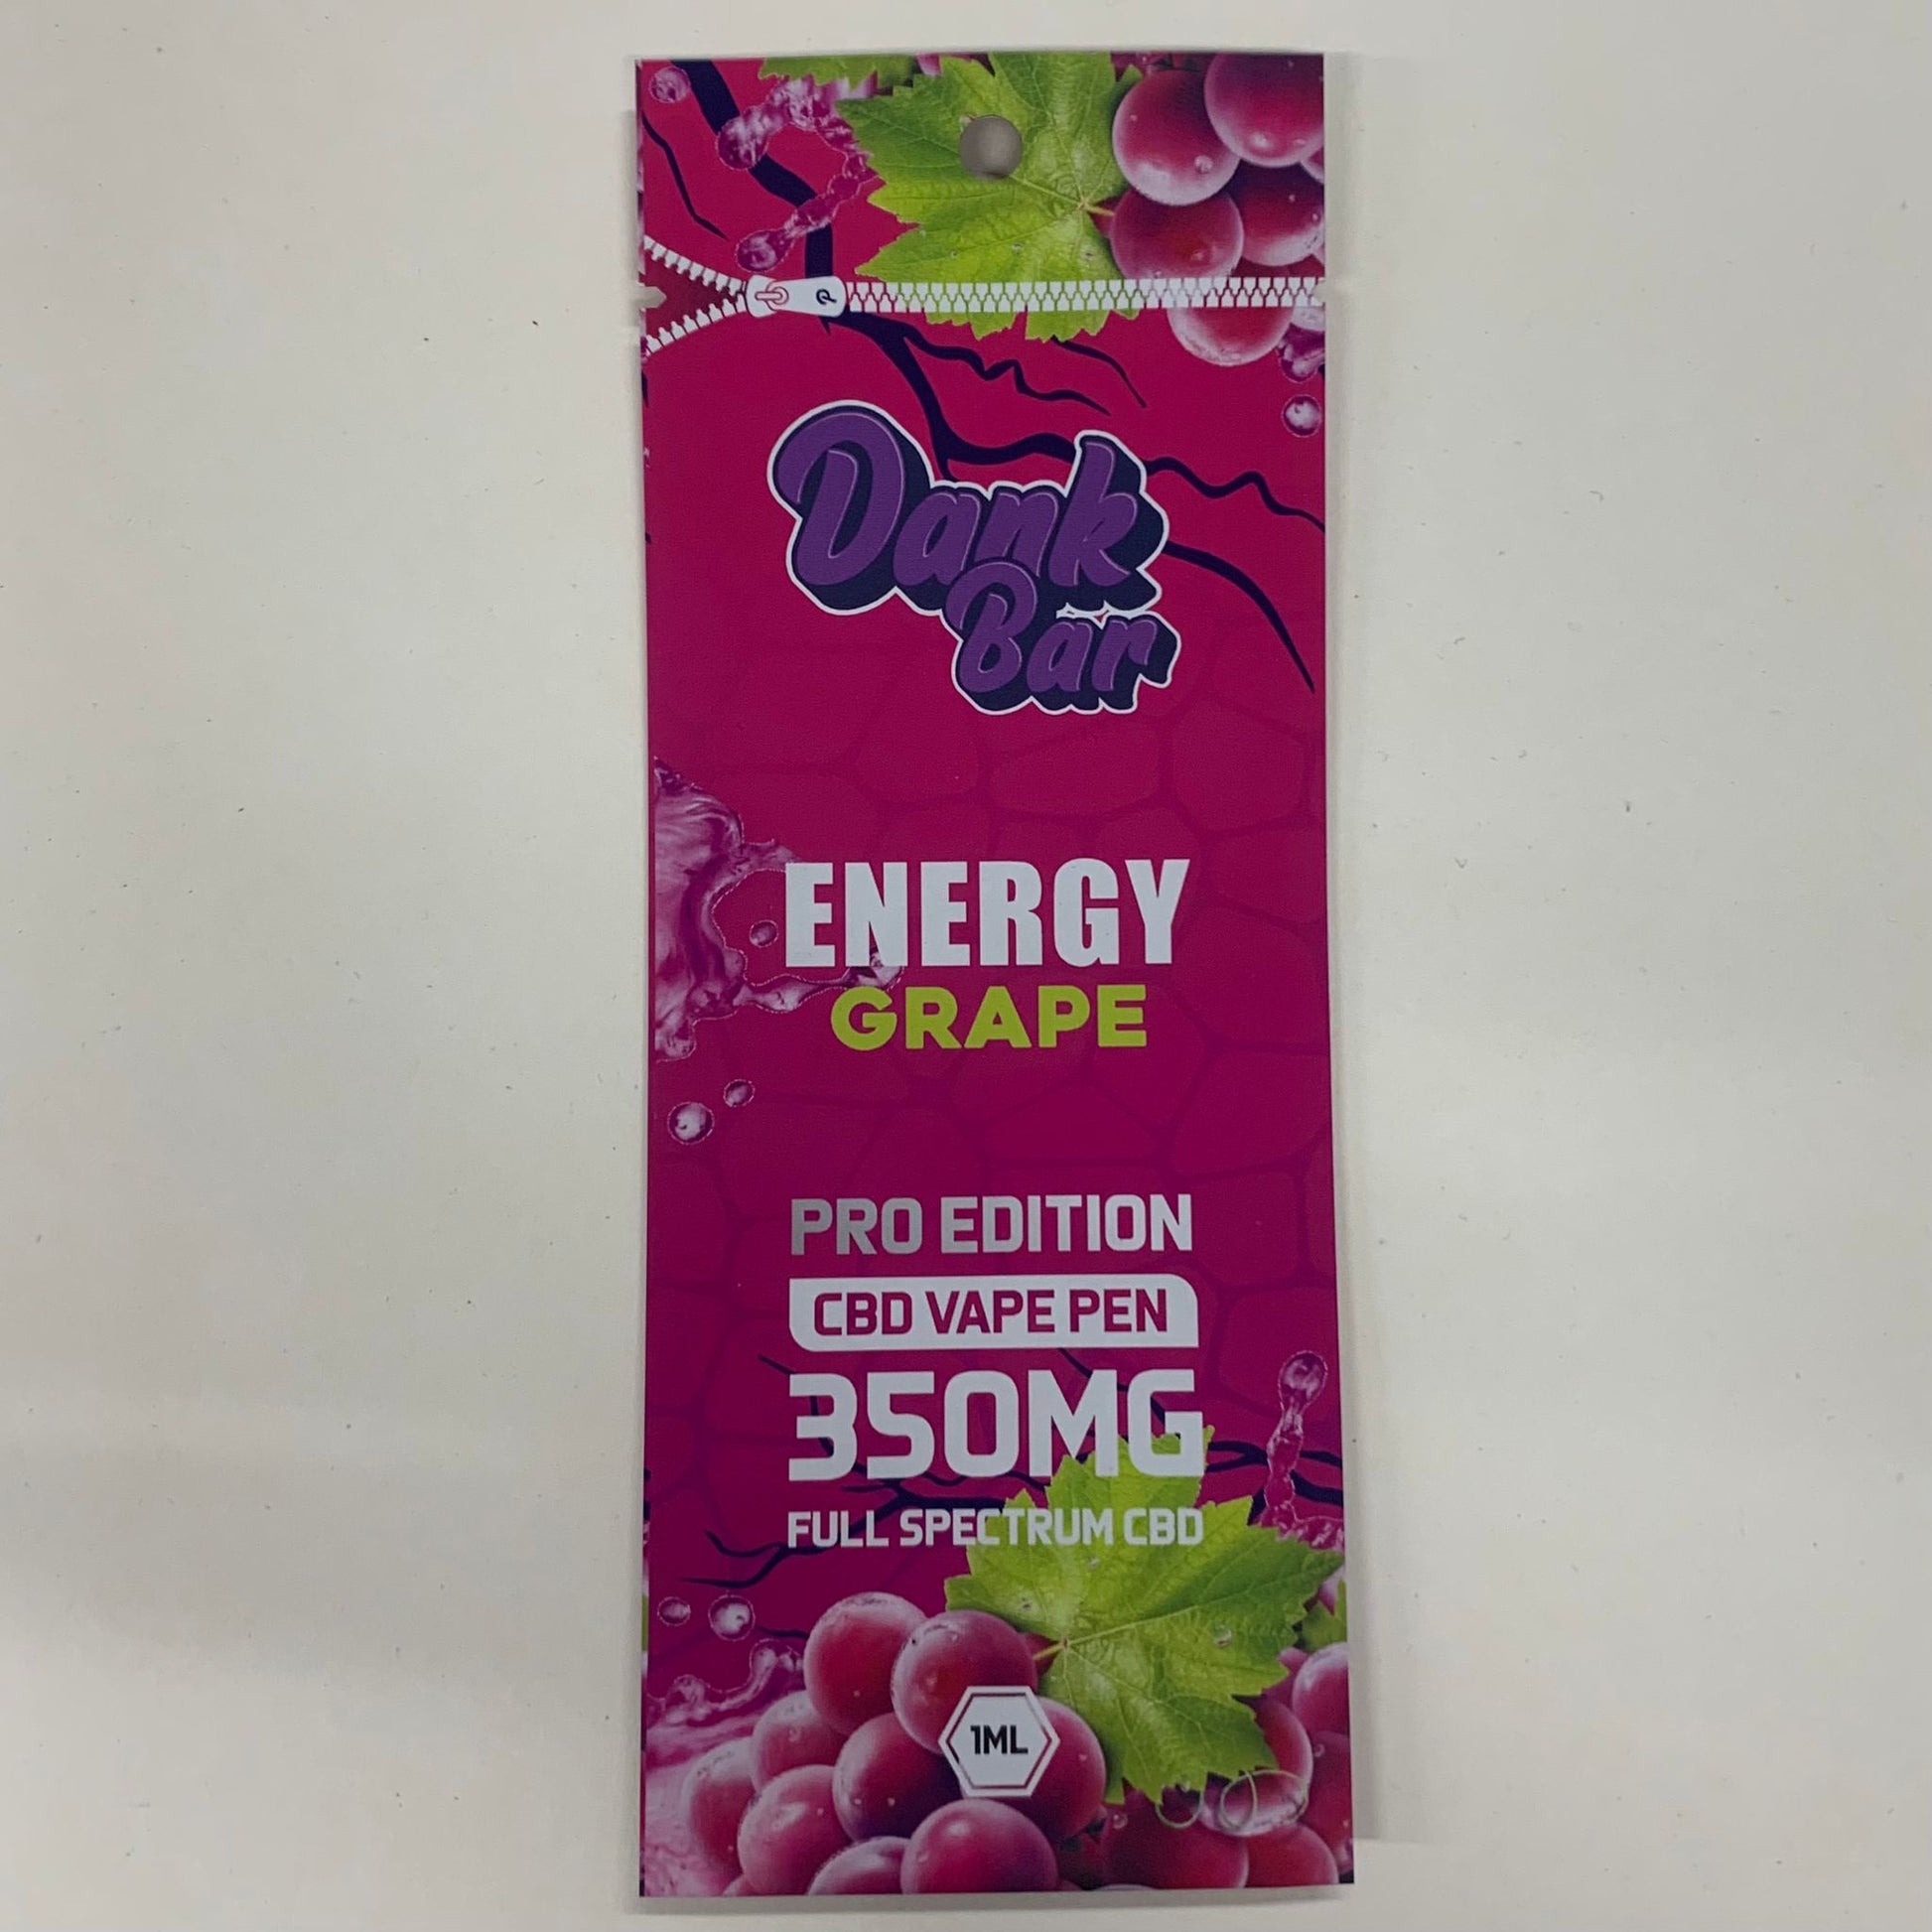 Dank
Bar
ENERGY
GRAPE
PRO EDITION
CBD VAPE PEN
350MG
FULL SPECTRUM CBD
1ML